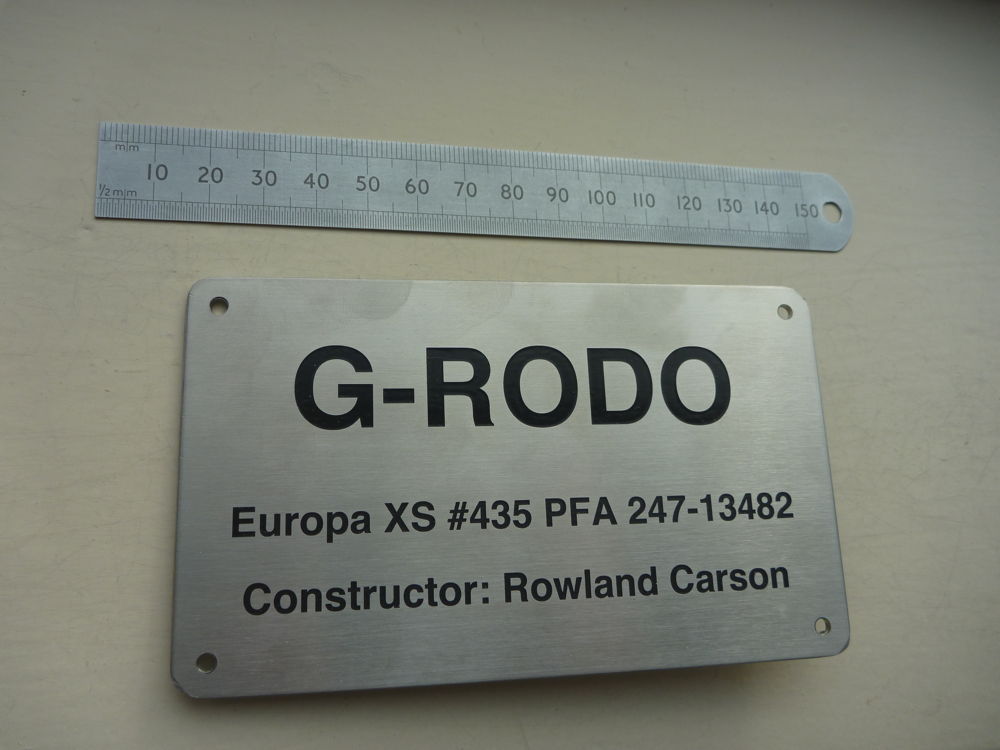 mm
10 20 30 40 50 60 70 80 90 100 110 120 130 140 150
½mm
G-RODO
Europa XS #435 PFA 247-13482
Constructor: Rowland Carson